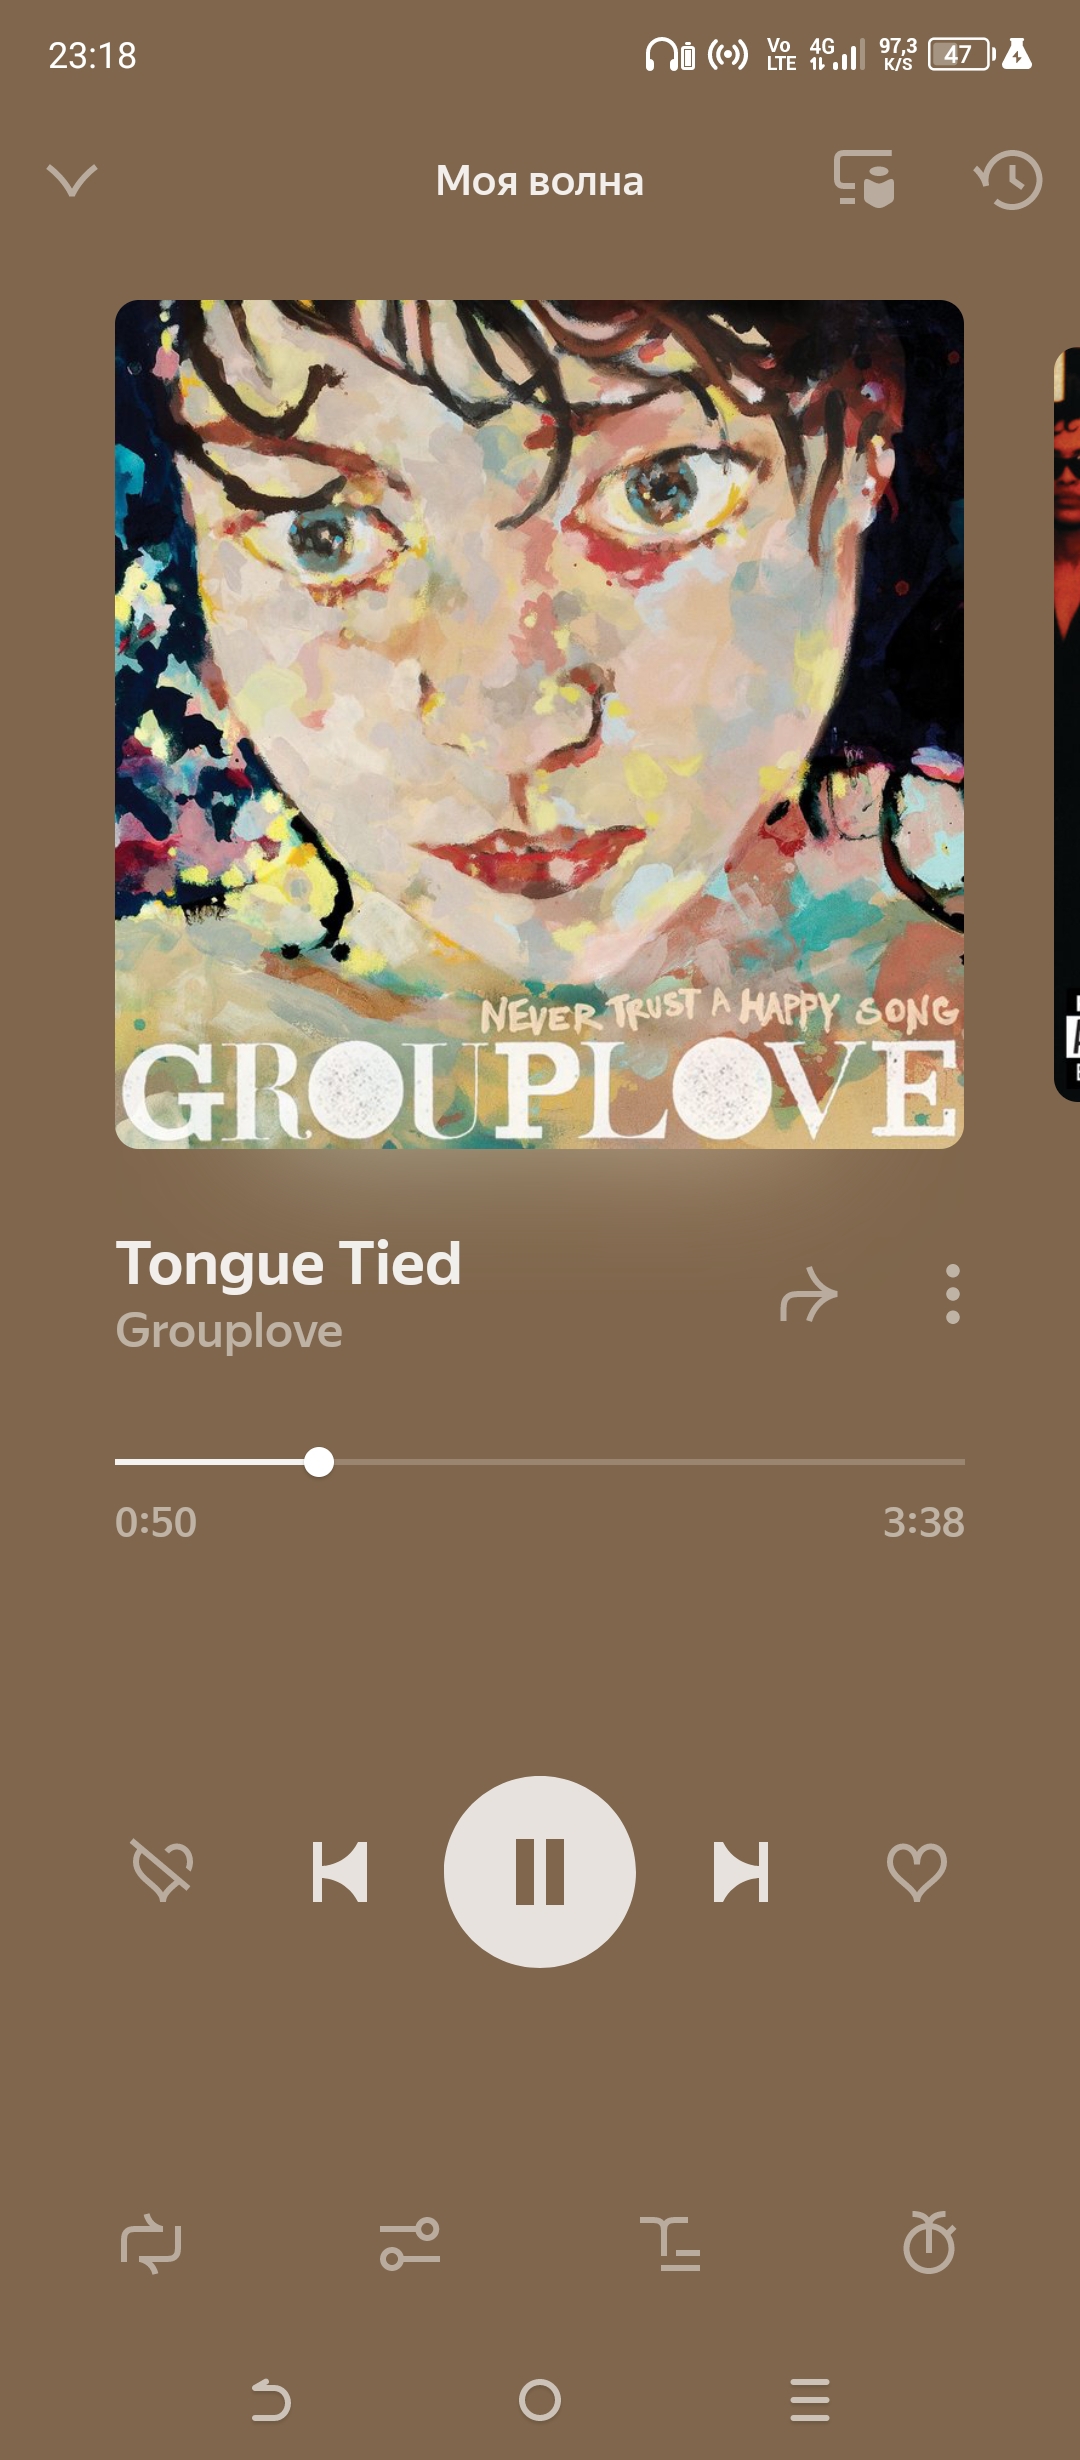 23:18
Vo
LTE
4G
97,3
K/S
47
Моя волна
NEVER TRUST A HAPPY SONG
GROUPLOVE
Tongue Tied
Grouplove
0:50
3:38